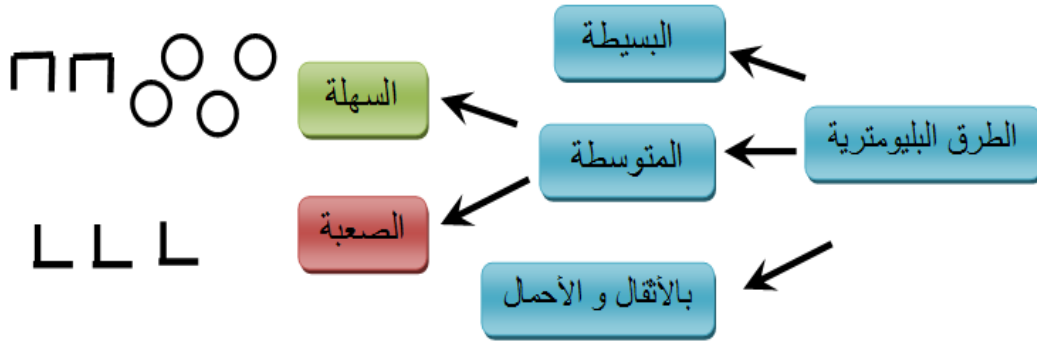 الطرق البليومترية
البسيطة
المتوسطة
بالأثقال و الأحمال
السهلة
الصعبة